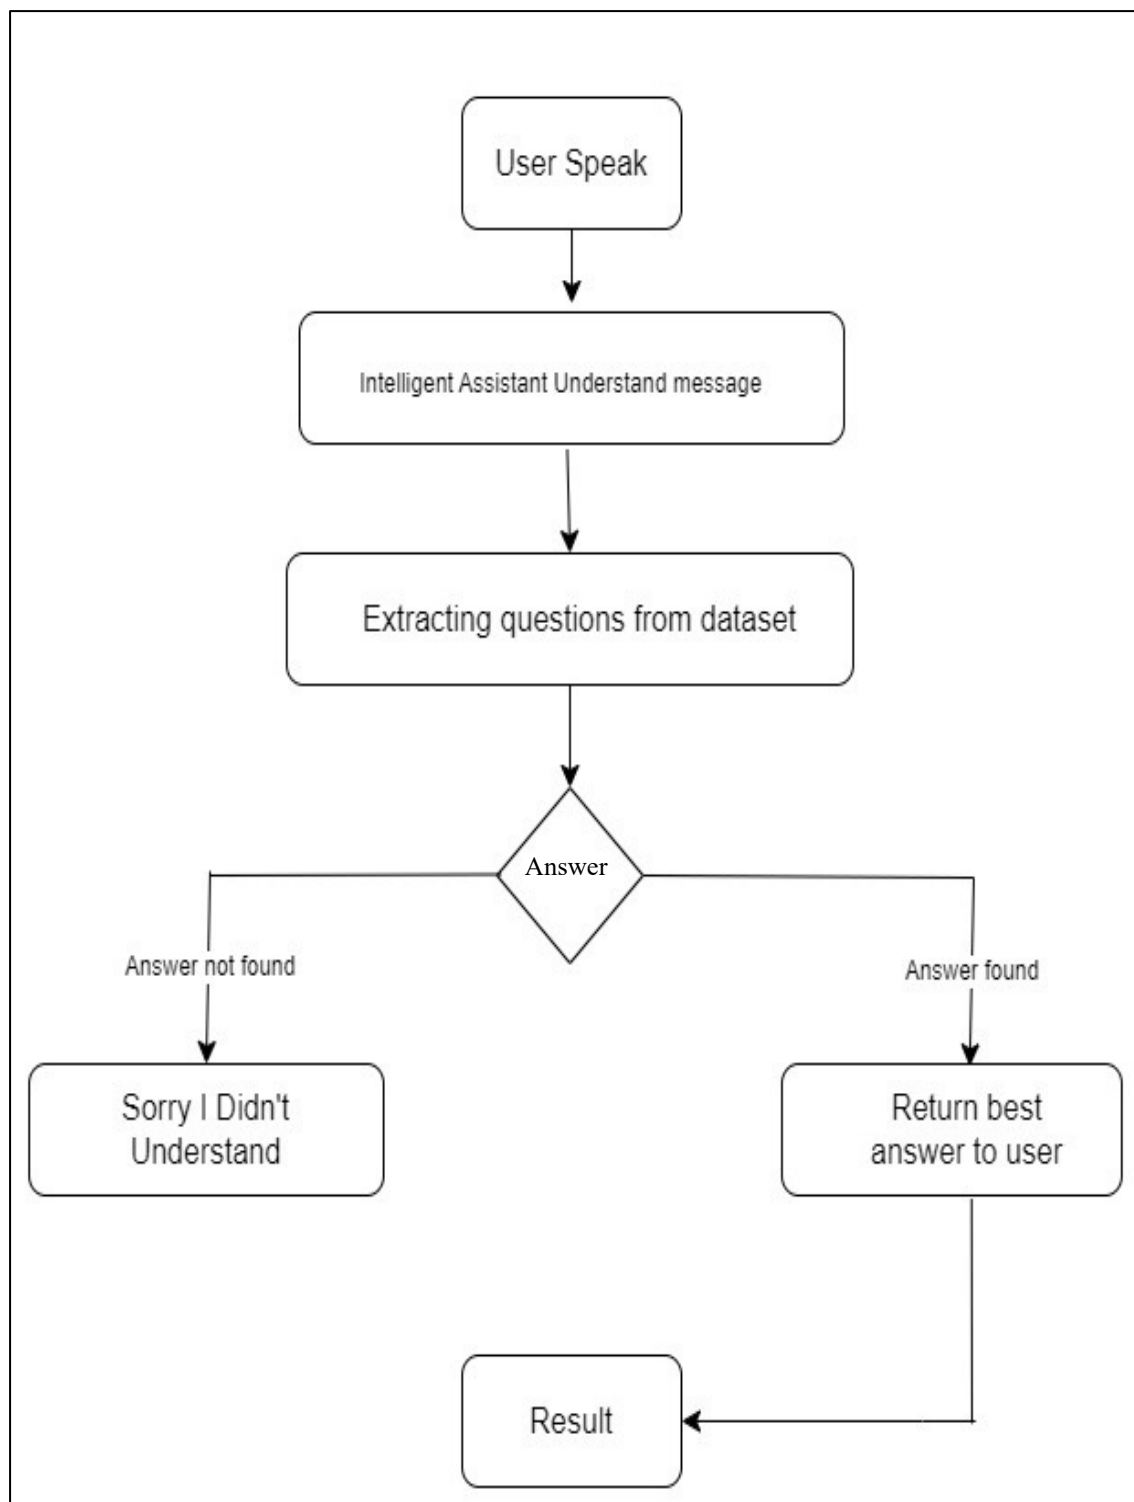 User Speak
Intelligent Assistant Understand message
Extracting questions from dataset
Answer
Answer not found
Answer found
Sorry I Didn't
Understand
Return best
answer to user
Result